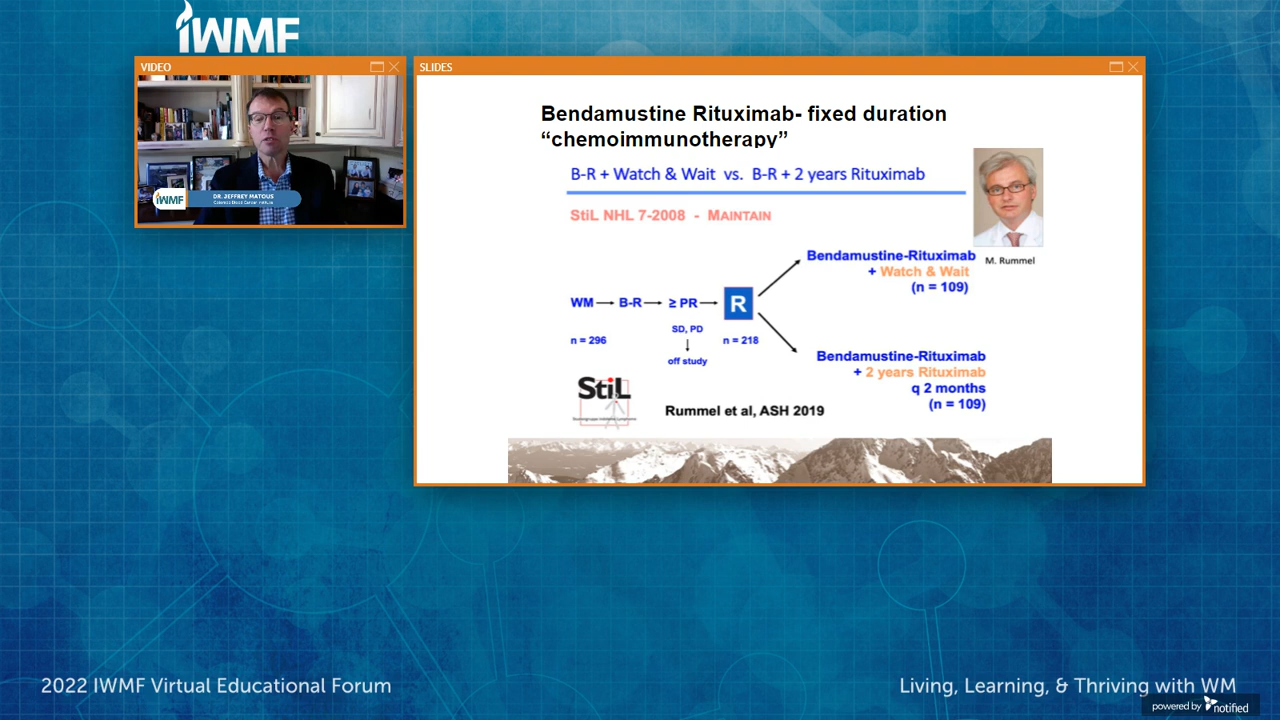 IWMF
VIDEO
IWMF
DR. JEFFREY MATOUS
Colorado Blood Cancer Institute
SLIDES
Bendamustine Rituximab- fixed duration
“chemoimmunotherapy”
B-R + Watch & Wait vs. B-R + 2 years Rituximab
StiL NHL 7-2008 - MAINTAIN
M. Rummel
Bendamustine-Rituximab
+ Watch & Wait
(n = 109)
WM B-R ≥ PR R
SD, PD
n = 296 n = 218
off study
Bendamustine-Rituximab
+ 2 years Rituximab
q 2 months
(n = 109)
StiL
Rummel et al, ASH 2019
2022 IWMF Virtual Educational Forum
Living, Learning, & Thriving with WM
powered by notified